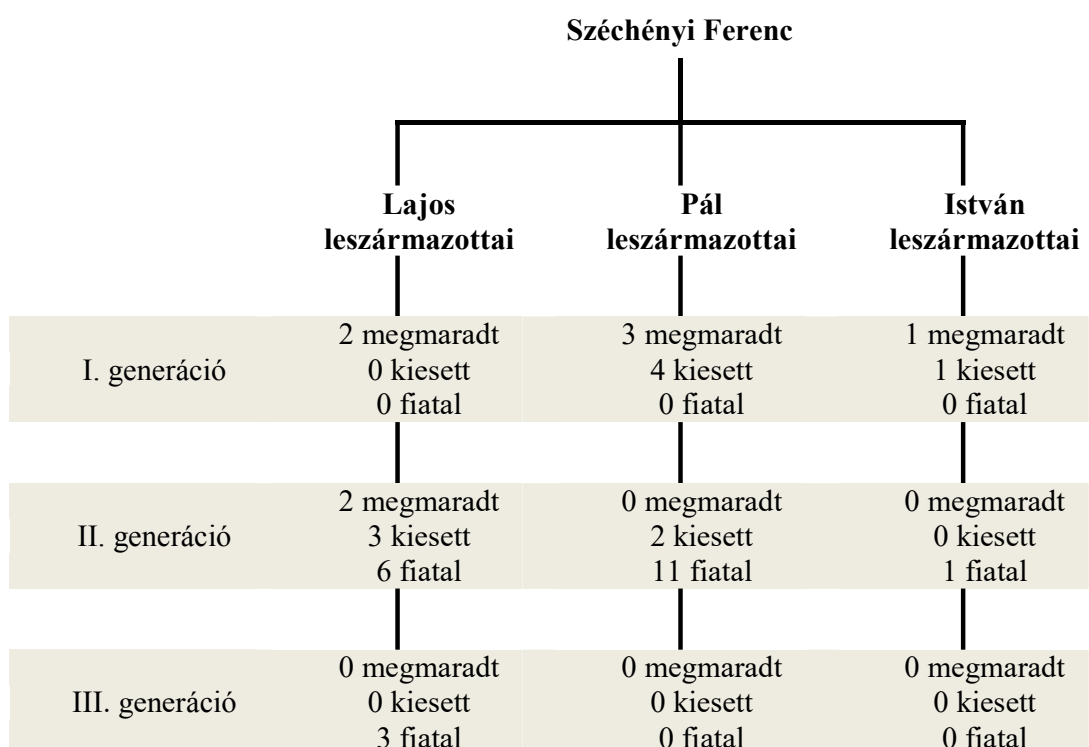 Széchényi Ferenc
Lajos leszármazottai
Pál leszármazottai
István leszármazottai
I. generáció
2 megmaradt
0 kiesett
0 fiatal
3 megmaradt
4 kiesett
0 fiatal
1 megmaradt
1 kiesett
0 fiatal
II. generáció
2 megmaradt
3 kiesett
6 fiatal
0 megmaradt
2 kiesett
11 fiatal
0 megmaradt
0 kiesett
1 fiatal
III. generáció
0 megmaradt
0 kiesett
3 fiatal
0 megmaradt
0 kiesett
0 fiatal
0 megmaradt
0 kiesett
0 fiatal